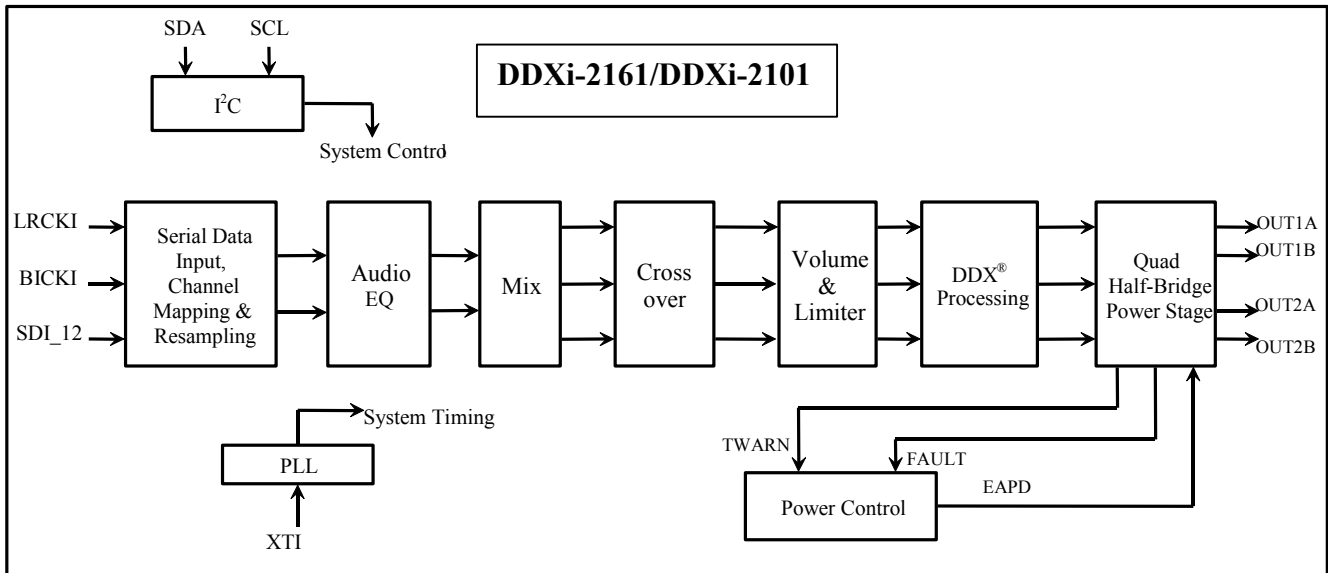 SDA SCL
DDXi-2161/DDXi-2101
I²C
System Control
LRCKI
BICKI
SDI_12
Serial Data
Input,
Channel
Mapping &
Resampling
Audio
EQ
Mix
Cross
over
Volume
&
Limiter
DDX®
Processing
Quad
Half-Bridge
Power Stage
OUT1A
OUT1B
OUT2A
OUT2B
System Timing
PLL
XTI
TWARN
FAULT
EAPD
Power Control